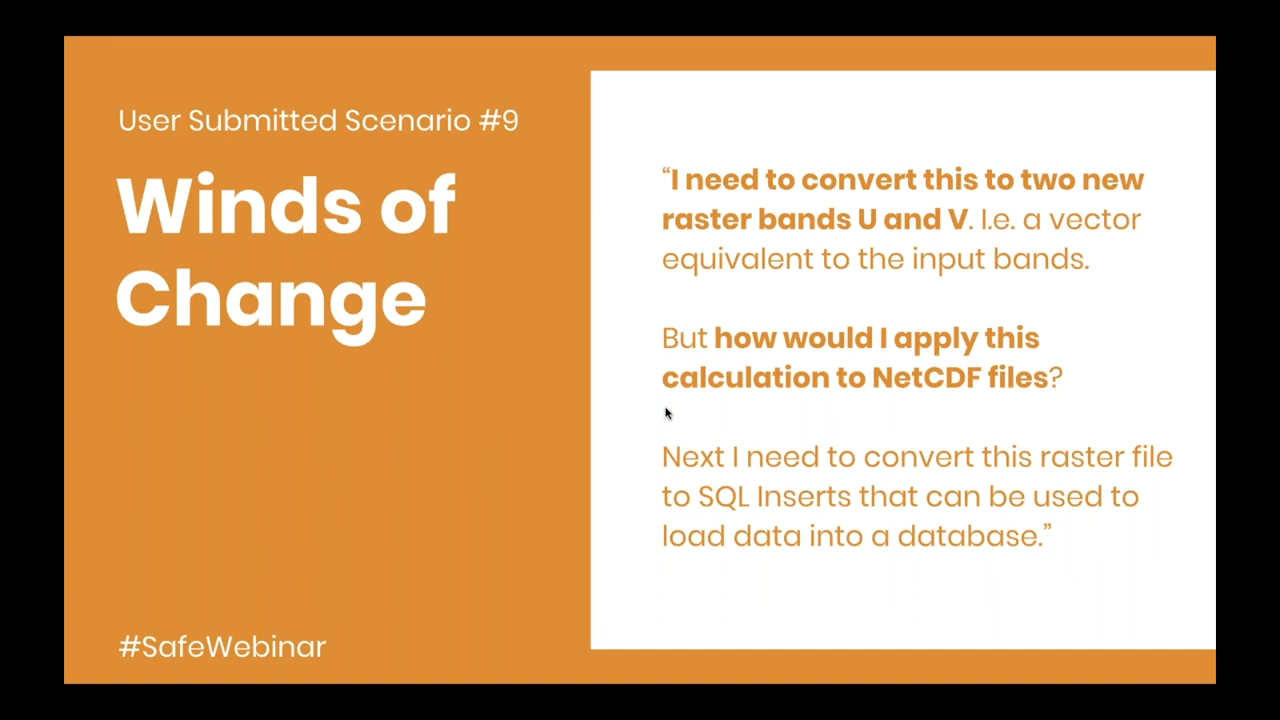 User Submitted Scenario #9
Winds of
Change
“I need to convert this to two new
raster bands U and V. I.e. a vector
equivalent to the input bands.
But how would I apply this
calculation to NetCDF files?
Next I need to convert this raster file
to SQL Inserts that can be used to
load data into a database.”
#SafeWebinar